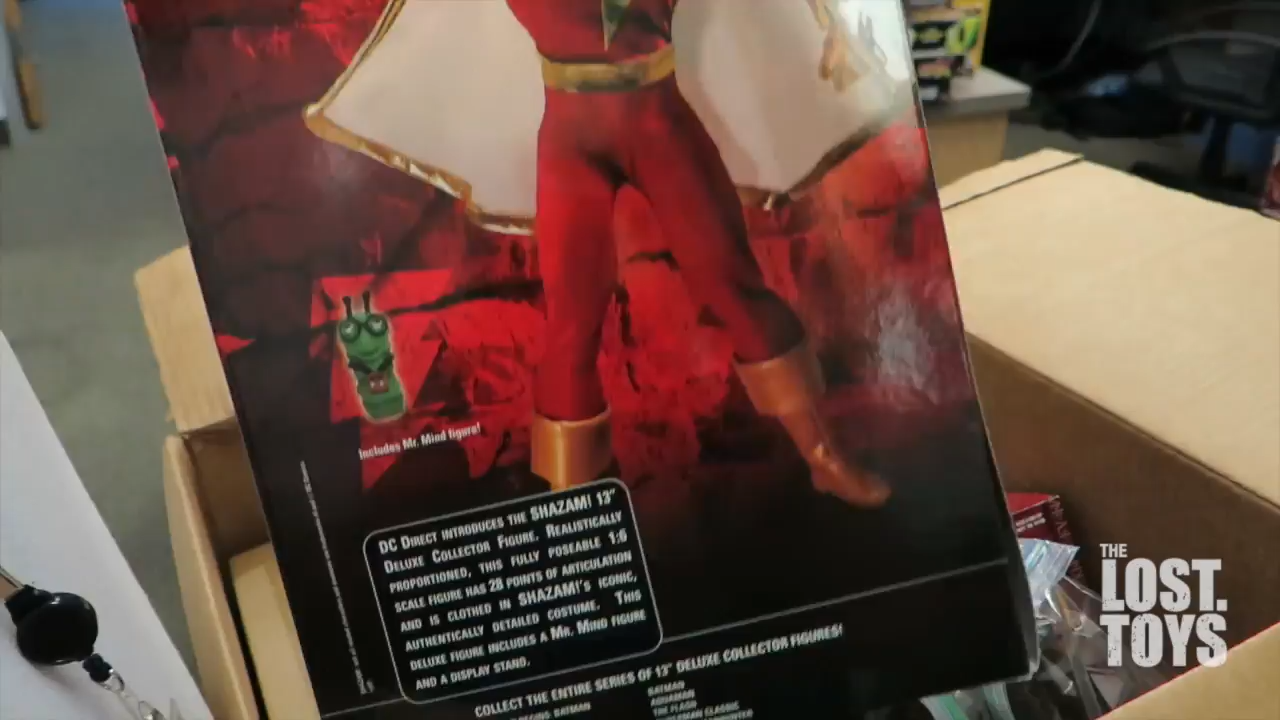 Includes Mr. Mind figure!
DC DIRECT INTRODUCES THE SHAZAM! 13"
DELUXE COLLECTOR FIGURE. REALISTICALLY
PROPORTIONED, THIS FULLY POSEABLE 1:6
SCALE FIGURE HAS 28 POINTS OF ARTICULATION
AND IS CLOTHED IN SHAZAM!'S ICONIC,
AUTHENTICALLY DETAILED COSTUME. THIS
DELUXE FIGURE INCLUDES A MR. MIND FIGURE
AND A DISPLAY STAND.
COLLECT THE ENTIRE SERIES OF 13" DELUXE COLLECTOR FIGURES!
BATMAN
AQUAMAN
THE FLASH
CLASSIC
BATMAN
THE
LOST.
TOYS